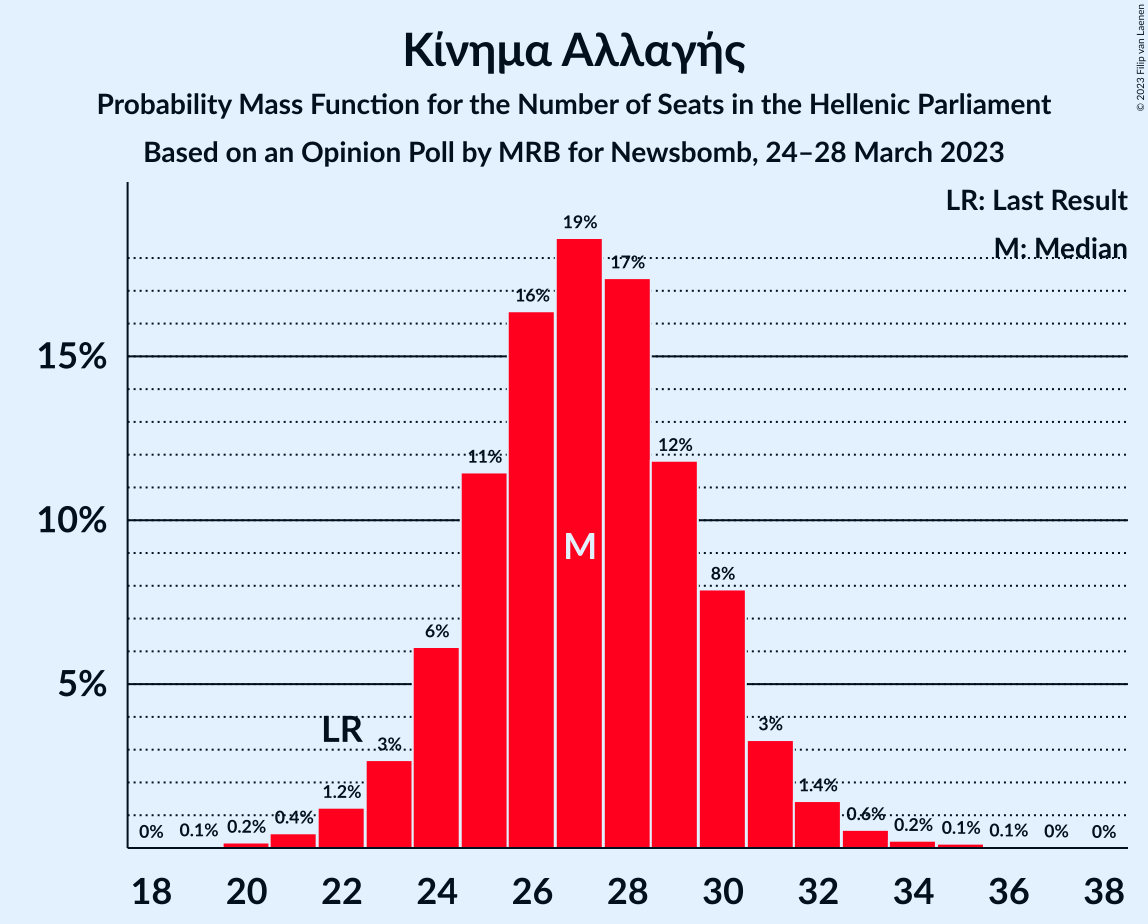 Κίνημα Αλλαγής
Probability Mass Function for the Number of Seats in the Hellenic Parliament
Based on an Opinion Poll by MRB for Newsbomb, 24–28 March 2023
© 2023 Filip van Laenen
LR: Last Result
M: Median
15%
10%
5%
0%
0.1%
0.2%
0.4%
1.2%
LR
3%
6%
11%
16%
19%
M
17%
12%
8%
3%
1.4%
0.6%
0.2%
0.1%
0.1%
0%
0%
18 20 22 24 26 28 30 32 34 36 38